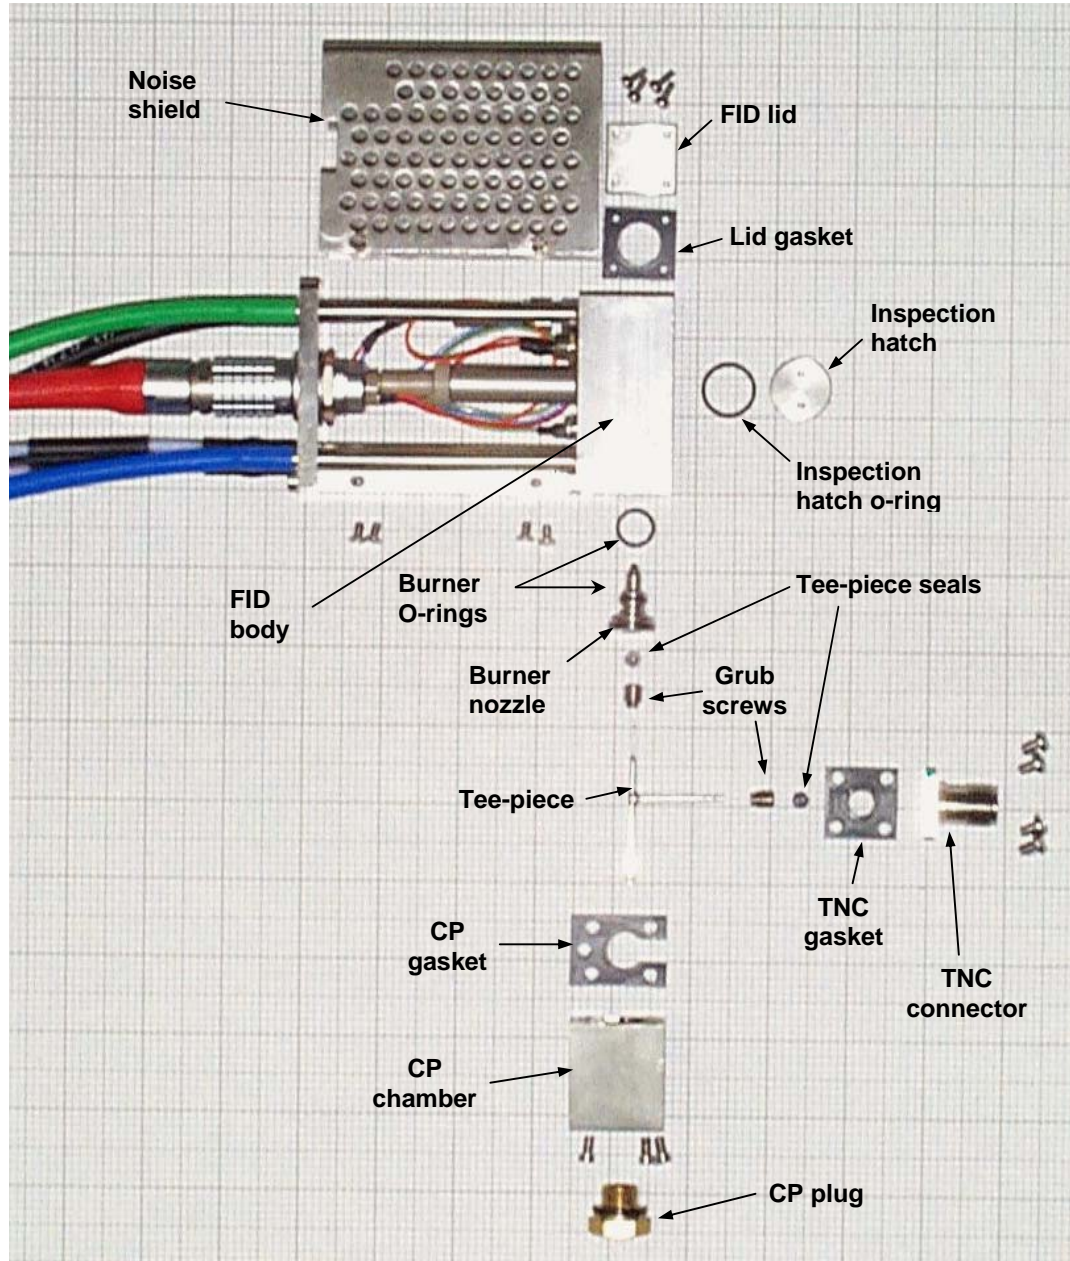 Noise
shield
FID lid
Lid gasket
Inspection
hatch
Inspection
hatch o-ring
FID
body
Burner
O-rings
Tee-piece seals
Burner
nozzle
Grub
screws
Tee-piece
TNC
gasket
CP
gasket
TNC
connector
CP
chamber
CP plug